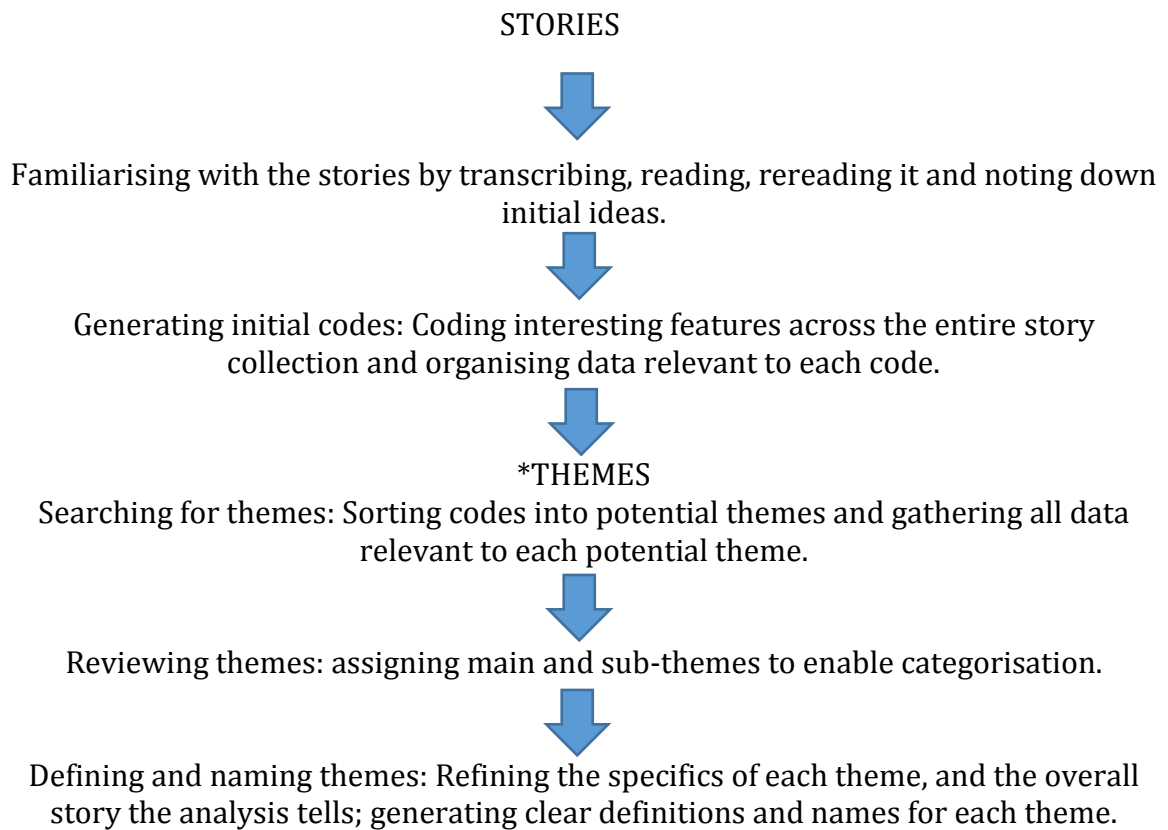 STORIES
Familiarising with the stories by transcribing, reading, rereading it and noting down
initial ideas.
Generating initial codes: Coding interesting features across the entire story
collection and organising data relevant to each code.
*THEMES
Searching for themes: Sorting codes into potential themes and gathering all data
relevant to each potential theme.
Reviewing themes: assigning main and sub-themes to enable categorisation.
Defining and naming themes: Refining the specifics of each theme, and the overall
story the analysis tells; generating clear definitions and names for each theme.